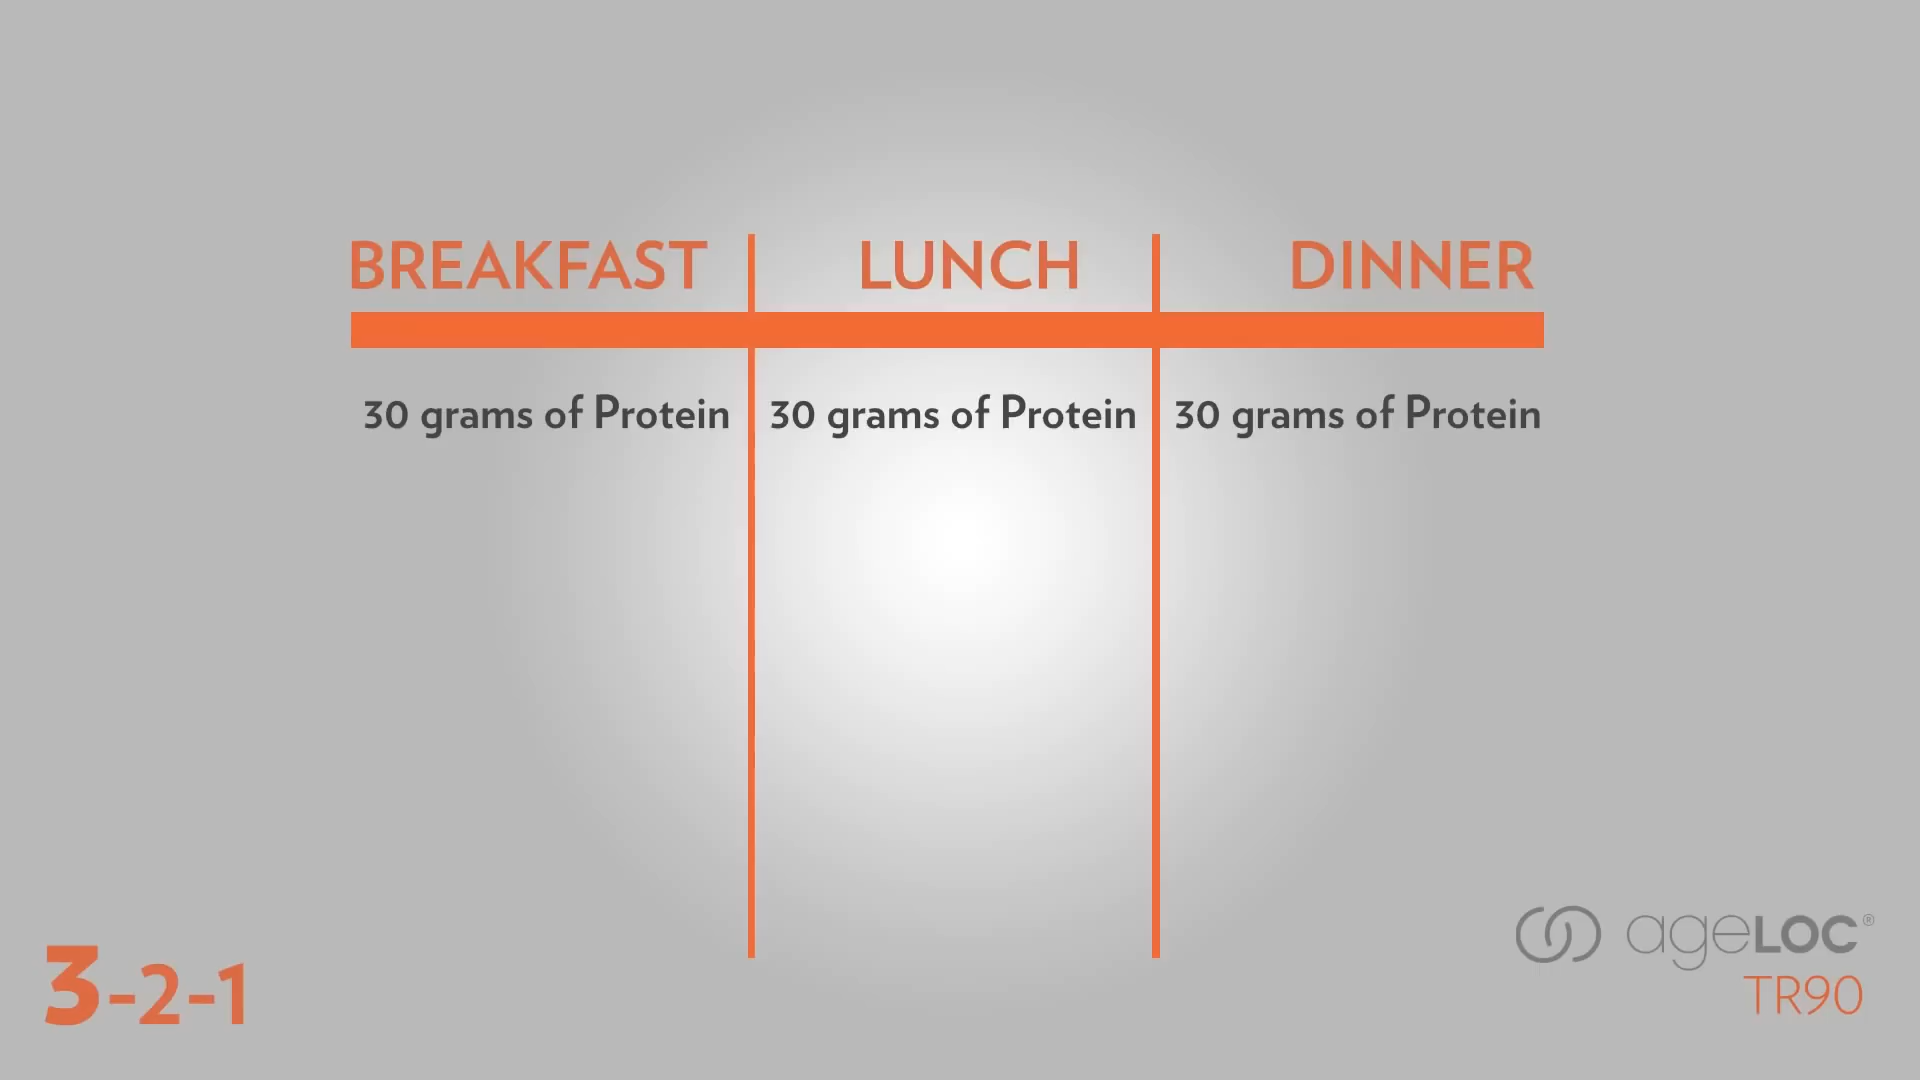 BREAKFAST LUNCH DINNER
30 grams of Protein 30 grams of Protein 30 grams of Protein
3-2-1
ageLOC®
TR90